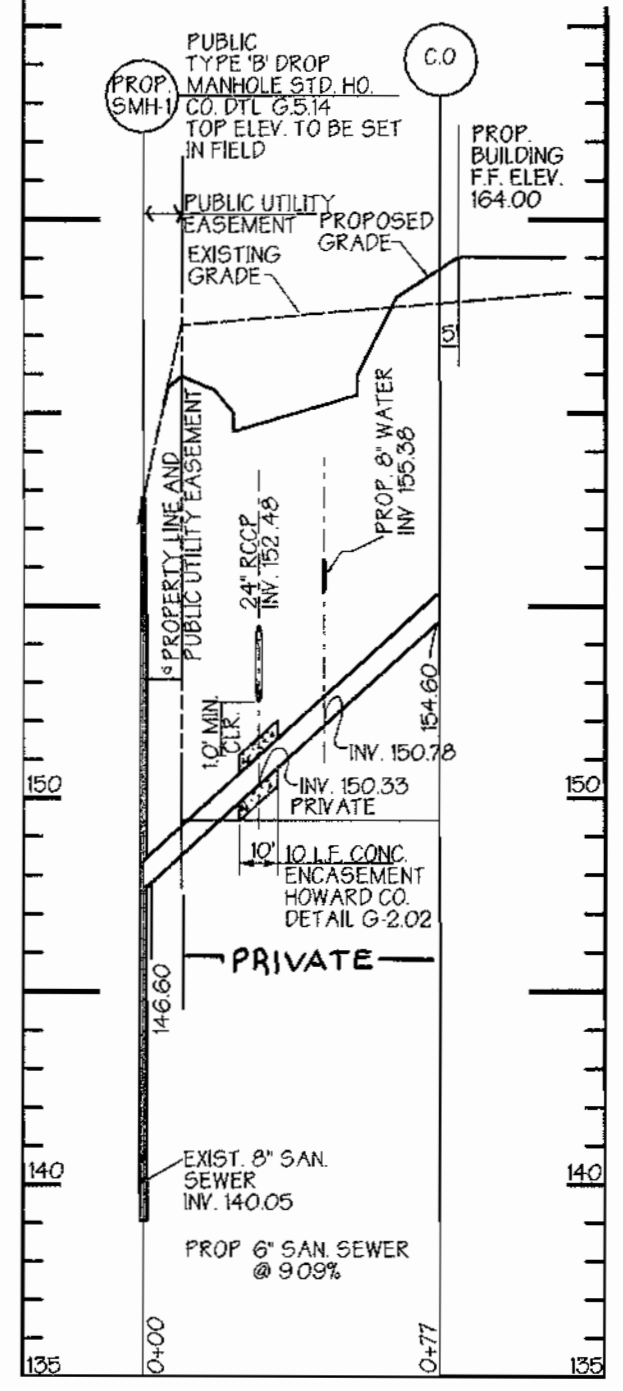 PUBLIC
TYPE 'B' DROP
MANHOLE STD. HO.
CO. DTL G.5.14
TOP ELEV. TO BE SET
IN FIELD
PROP.
SMH-1
C.O
PROP.
BUILDING
F.F. ELEV.
164.00
PUBLIC UTILITY
EASEMENT
PROPOSED
GRADE
EXISTING
GRADE
5'
PROPERTY LINE AND
PUBLIC UTILITY EASEMENT
24" RCCP
INV. 152.48
PROP. 8" WATER
INV 155.38
1.0' MIN.
CLR.
154.60
INV. 150.78
INV. 150.33
PRIVATE
150
150
10'
10 L.F. CONC.
ENCASEMENT
HOWARD CO.
DETAIL G-2.02
PRIVATE
146.60
140
140
EXIST. 8" SAN.
SEWER
INV. 140.05
PROP 6" SAN. SEWER
@ 9.09%
0+00
0+77
135
135